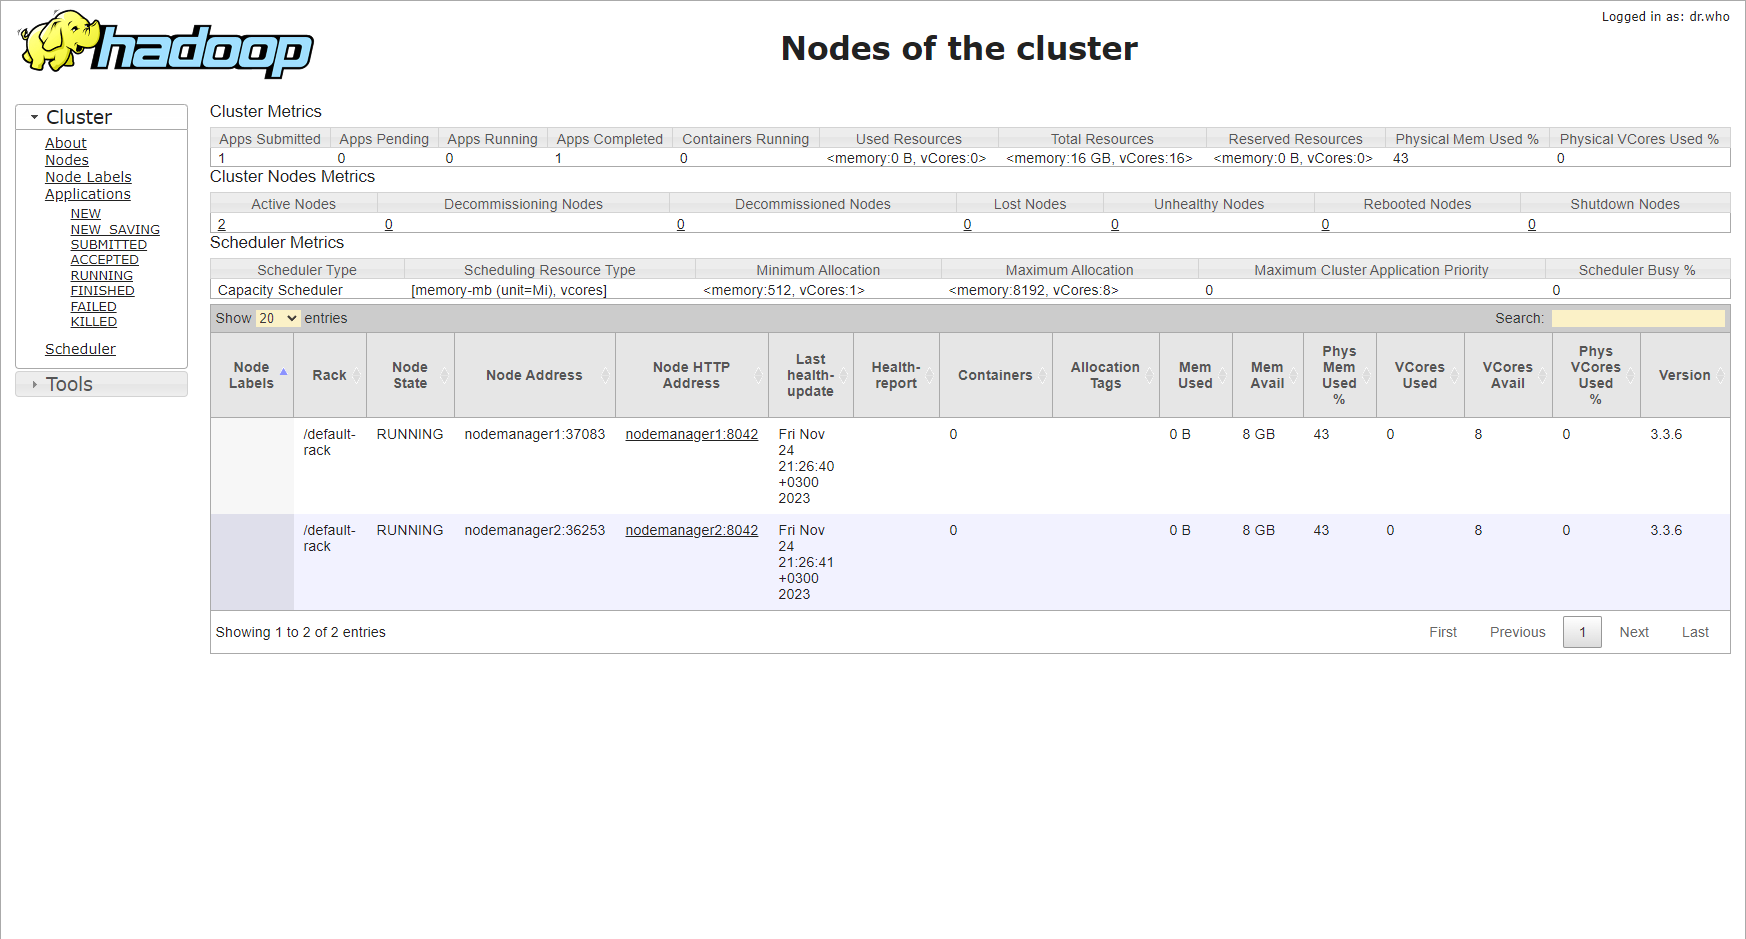 hadoop
Logged in as: dr.who
Nodes of the cluster
Cluster
About
Nodes
Node Labels
Applications
NEW
NEW_SAVING
SUBMITTED
ACCEPTED
RUNNING
FINISHED
FAILED
KILLED
Scheduler
Tools
Cluster Metrics
Apps Submitted Apps Pending Apps Running Apps Completed Containers Running Used Resources Total Resources Reserved Resources Physical Mem Used % Physical VCores Used %
1 0 0 1 0 <memory:0 B, vCores:0> <memory:16 GB, vCores:16> <memory:0 B, vCores:0> 43 0
Cluster Nodes Metrics
Active Nodes Decommissioning Nodes Decommissioned Nodes Lost Nodes Unhealthy Nodes Rebooted Nodes Shutdown Nodes
2 0 0 0 0 0 0
Scheduler Metrics
Scheduler Type Scheduling Resource Type Minimum Allocation Maximum Allocation Maximum Cluster Application Priority Scheduler Busy %
Capacity Scheduler [memory-mb (unit=Mi), vcores] <memory:512, vCores:1> <memory:8192, vCores:8> 0 0
Show 20 entries Search:
Node Labels Rack Node State Node Address Node HTTP Address Last health-update Health-report Containers Allocation Tags Mem Used Mem Avail Phys Mem Used % VCores Used VCores Avail Phys VCores Used % Version
/default-rack RUNNING nodemanager1:37083 nodemanager1:8042 Fri Nov 24 21:26:40 +0300 2023 0 0 B 8 GB 43 0 8 0 3.3.6
/default-rack RUNNING nodemanager2:36253 nodemanager2:8042 Fri Nov 24 21:26:41 +0300 2023 0 0 B 8 GB 43 0 8 0 3.3.6
Showing 1 to 2 of 2 entries First Previous 1 Next Last